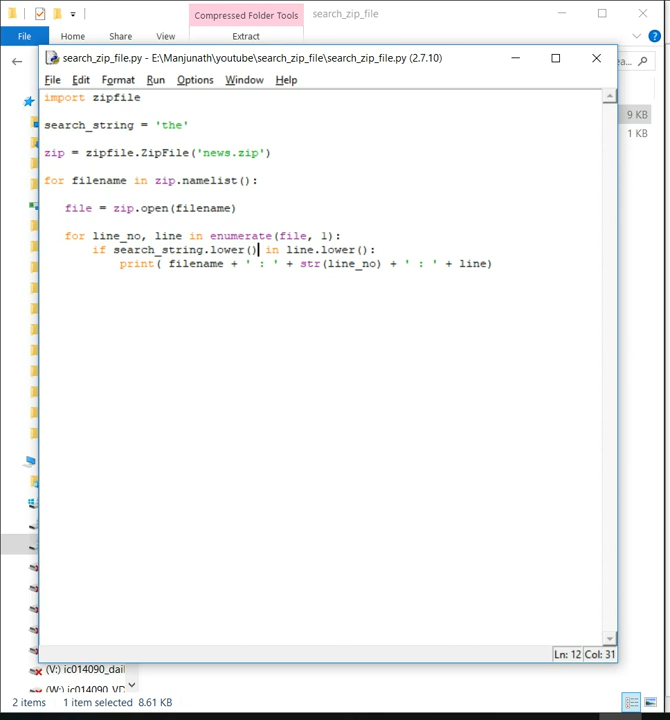 Compressed Folder Tools
search_zip_file
File Home Share View Extract
search_zip_file.py - E:\Manjunath\youtube\search_zip_file\search_zip_file.py (2.7.10)
File Edit Format Run Options Window Help
import zipfile
search_string = 'the'
zip = zipfile.ZipFile('news.zip')
for filename in zip.namelist():
file = zip.open(filename)
for line_no, line in enumerate(file, 1):
if search_string.lower() in line.lower():
print( filename + ' : ' + str(line_no) + ' : ' + line)
9 KB
1 KB
Ln: 12 Col: 31
(V:) ic014090_dail
(W:) ic014090_VD
2 items 1 item selected 8.61 KB